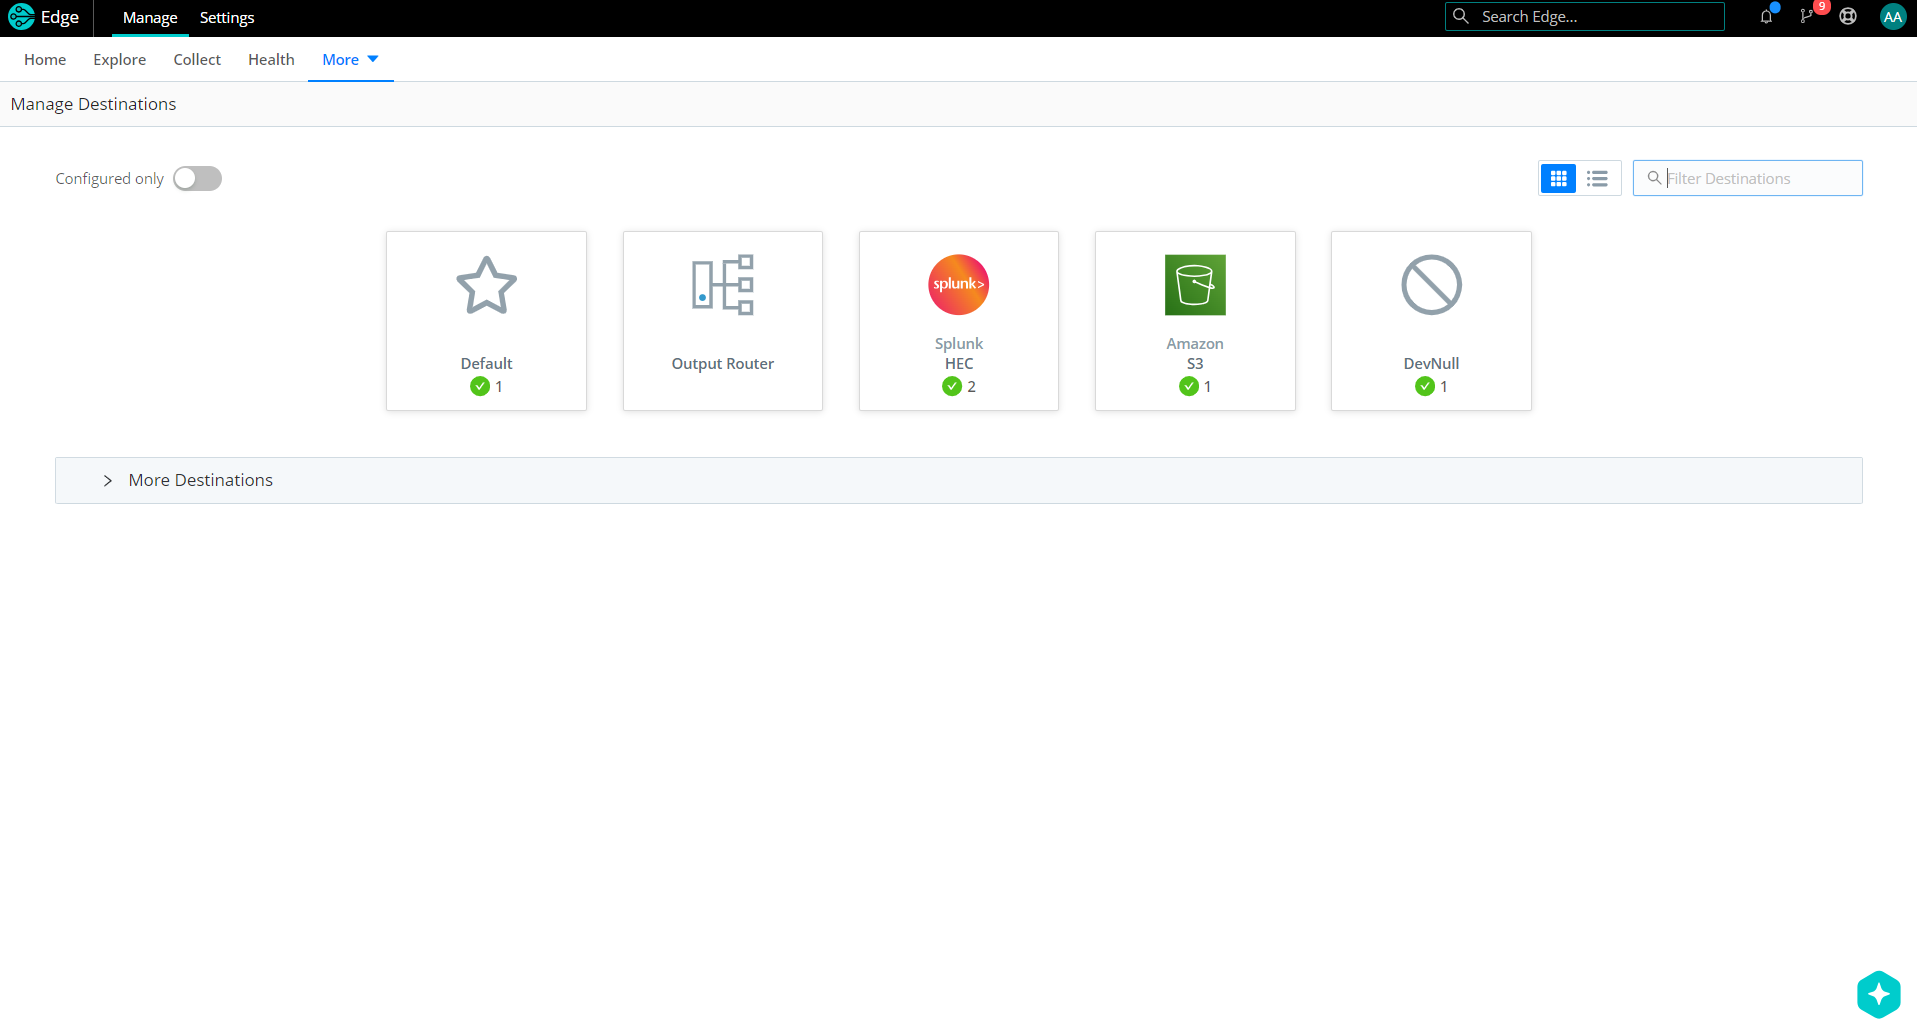 Edge
Manage
Settings
Search Edge...
9
AA
Home
Explore
Collect
Health
More
Manage Destinations
Configured only
Filter Destinations
Default
1
Output Router
splunk>
Splunk
HEC
2
Amazon
S3
1
DevNull
1
More Destinations